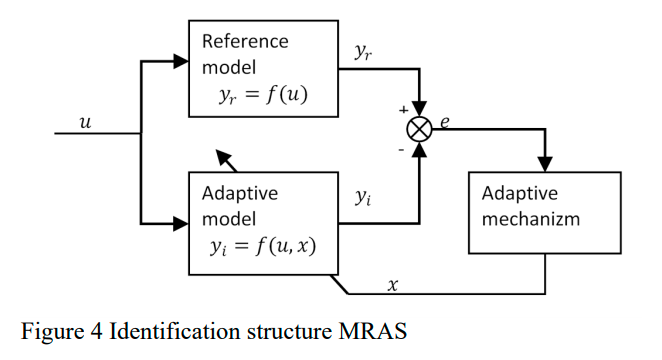 Reference
model
y_r = f(u)
y_r
u
+
e
-
Adaptive
model
y_i = f(u, x)
y_i
Adaptive
mechanizm
x
Figure 4 Identification structure MRAS